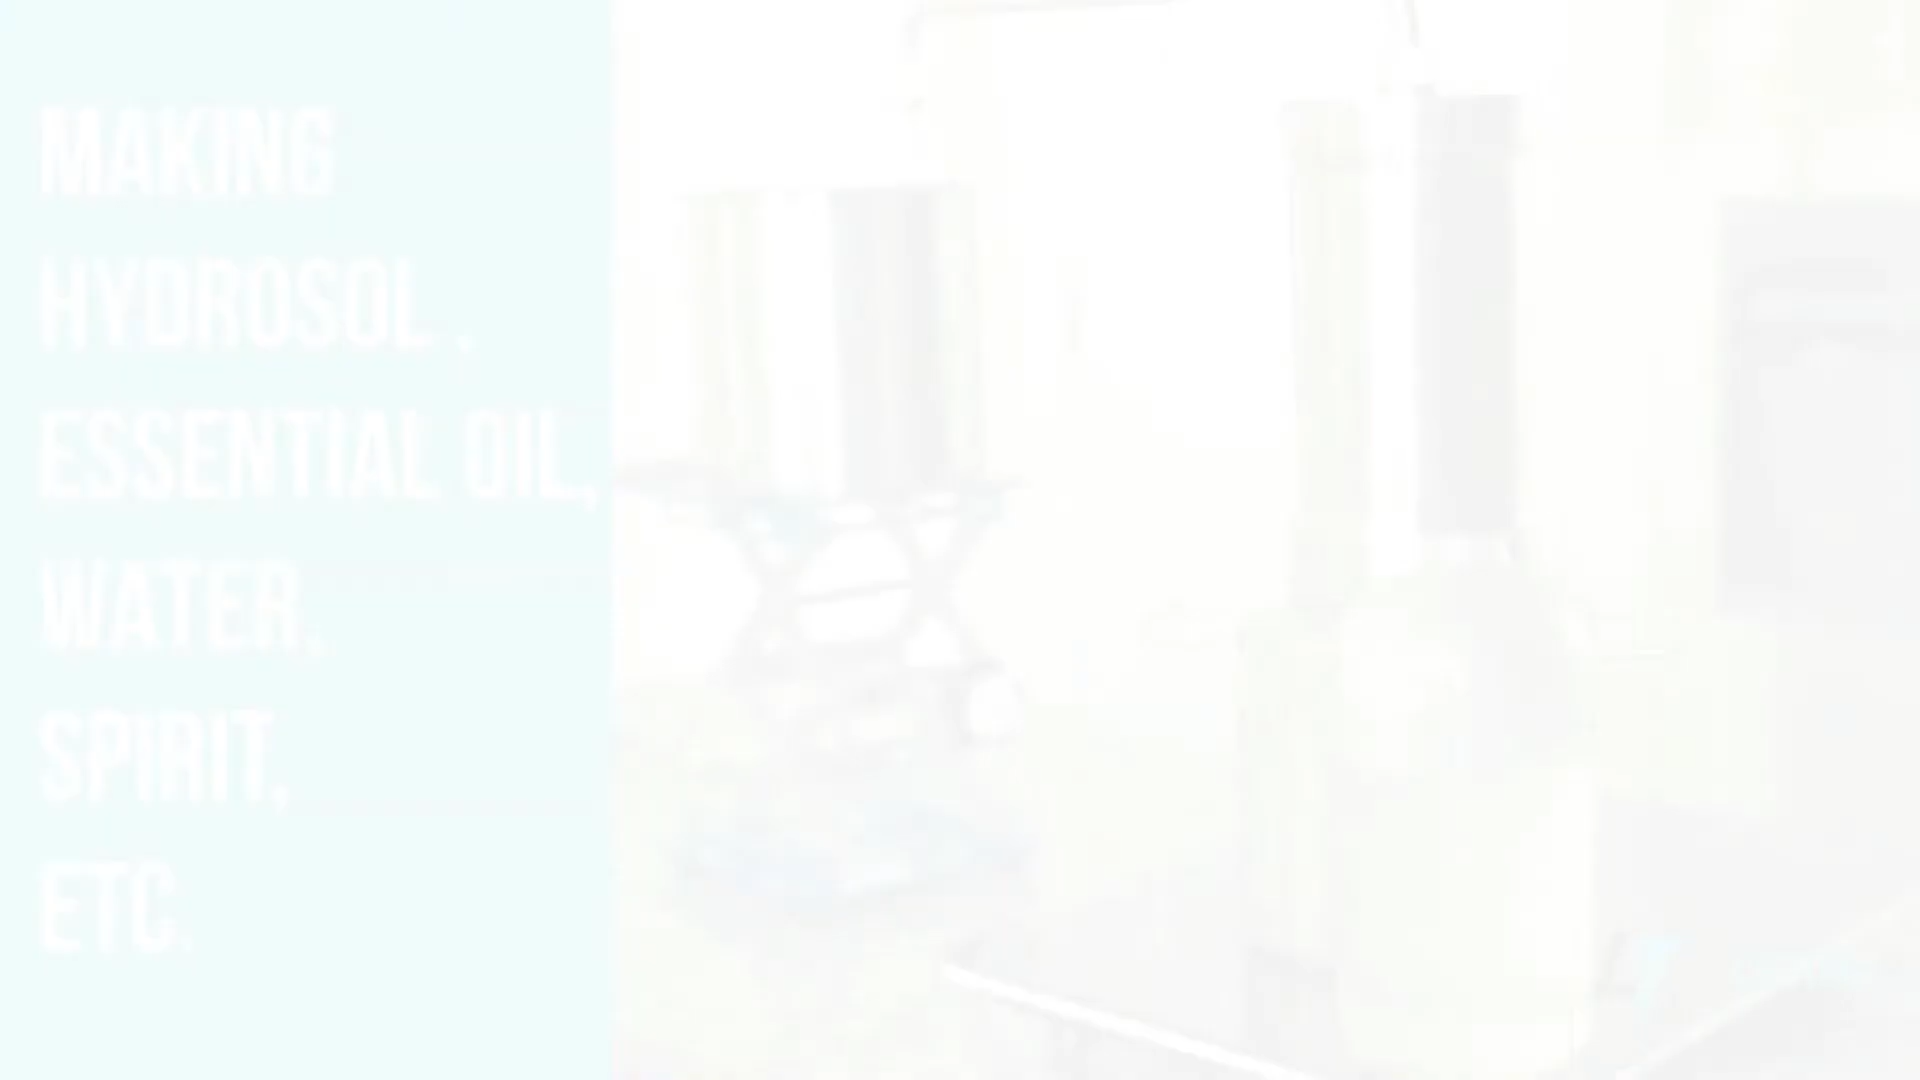 MAKING
HYDROSOL ,
ESSENTIAL OIL,
WATER,
SPIRIT,
ETC.